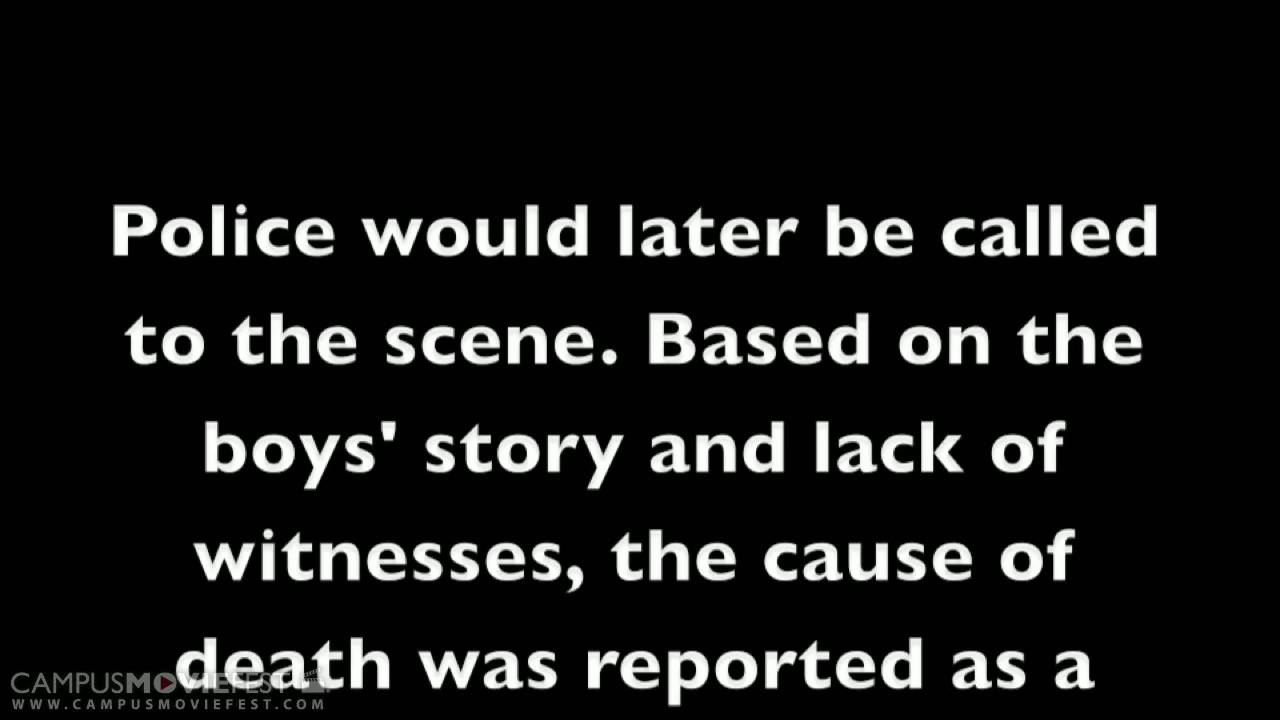 Police would later be called
to the scene. Based on the
boys' story and lack of
witnesses, the cause of
death was reported as a
CAMPUSMOVIEFEST
WWW.CAMPUSMOVIEFEST.COM